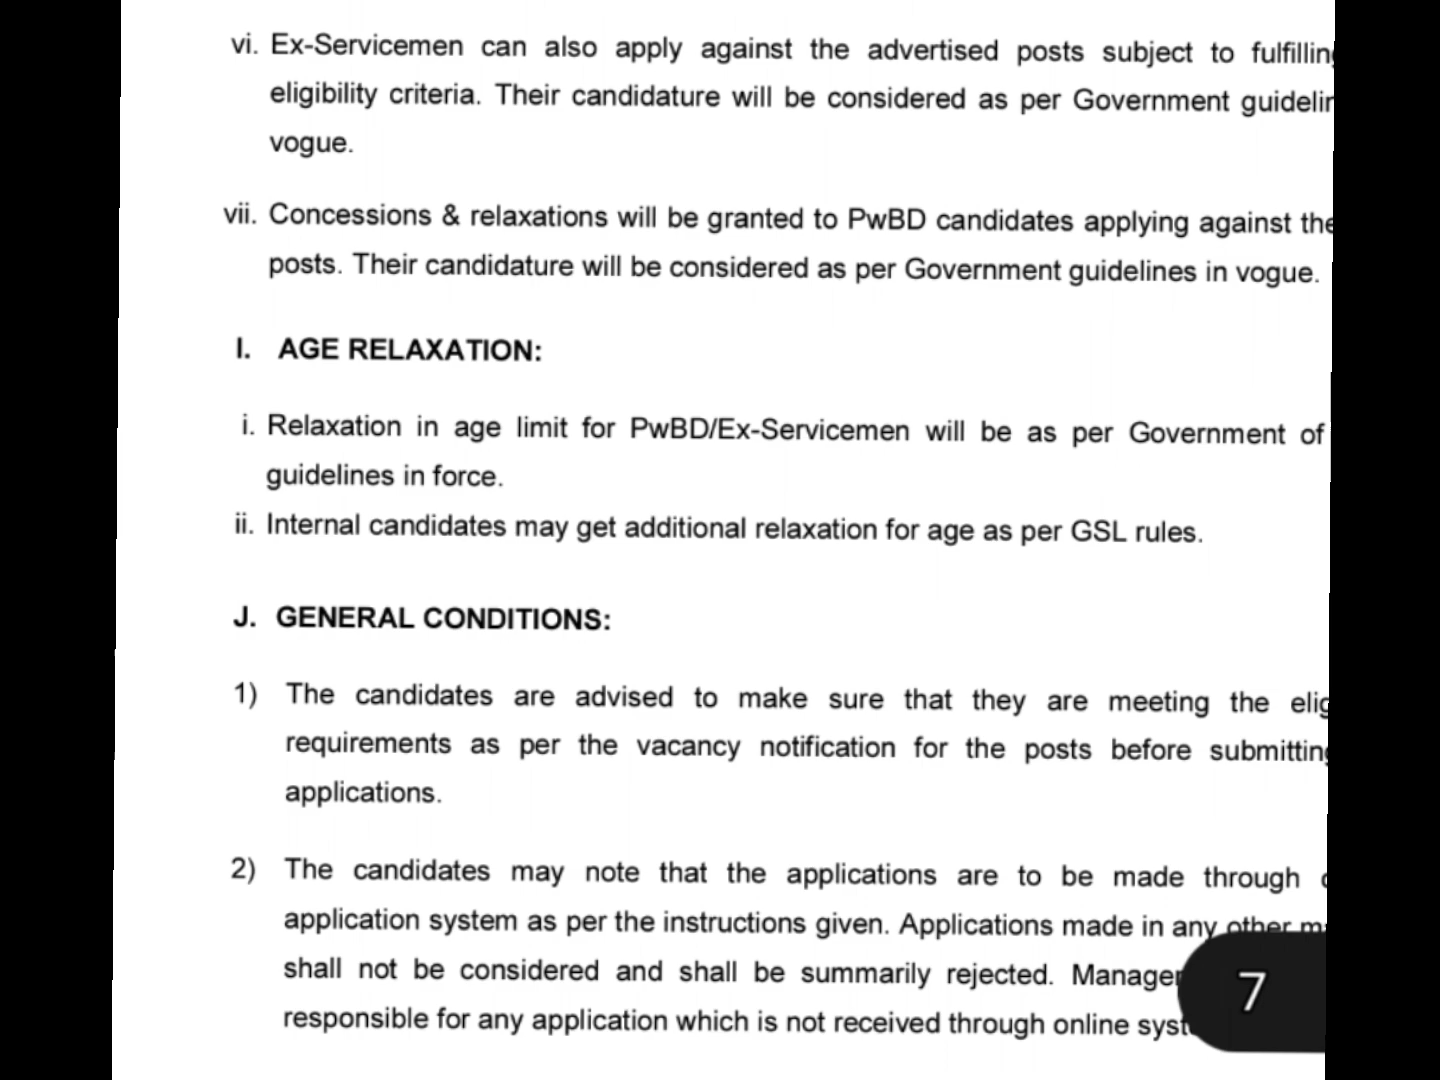 vi. Ex-Servicemen can also apply against the advertised posts subject to
eligibility criteria. Their candidature will be considered as per Government
vogue.
vii. Concessions & relaxations will be granted to PwBD candidates applying against the
posts. Their candidature will be considered as per Government guidelines in vogue.
I. AGE RELAXATION:
i. Relaxation in age limit for PwBD/Ex-Servicemen will be as per Government of
guidelines in force.
ii. Internal candidates may get additional relaxation for age as per GSL rules.
J. GENERAL CONDITIONS:
1) The candidates are advised to make sure that they are meeting the
requirements as per the vacancy notification for the posts before
applications.
2) The candidates may note that the applications are to be made through
application system as per the instructions given. Applications made in any other
shall not be considered and shall be summarily rejected.
responsible for any application which is not received through online
7